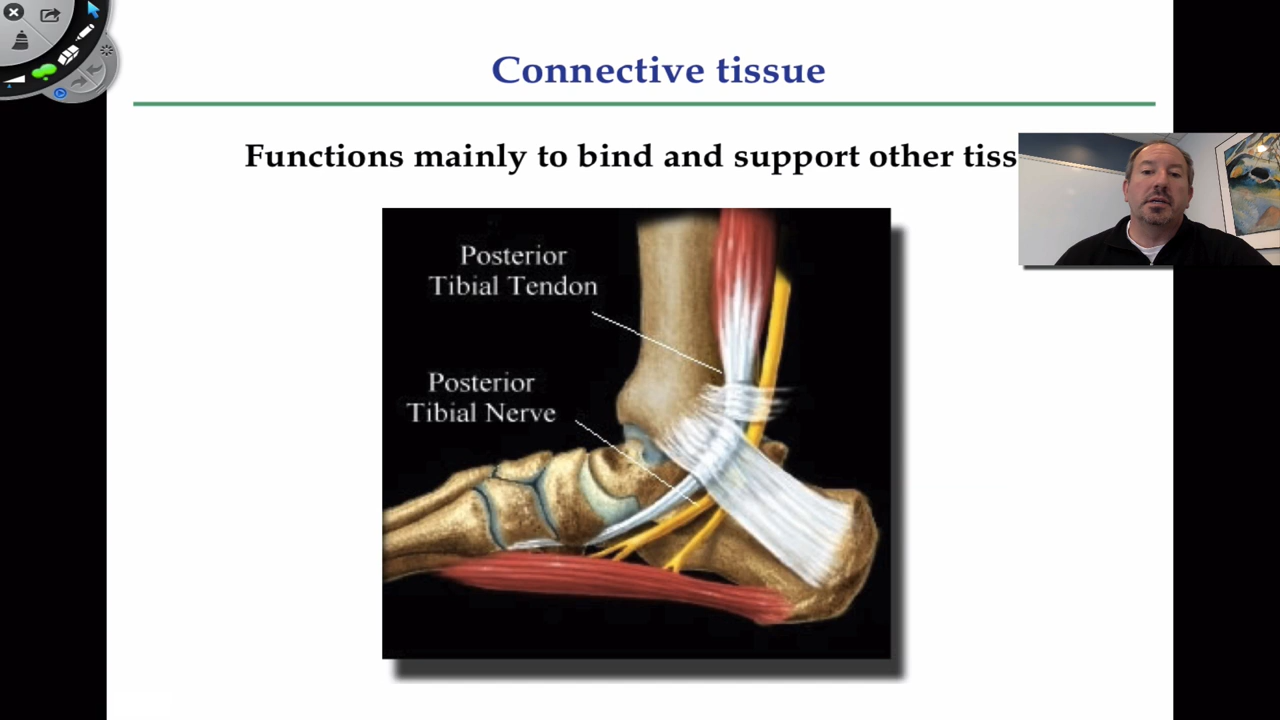 Connective tissue
Functions mainly to bind and support other tiss
Posterior
Tibial Tendon
Posterior
Tibial Nerve